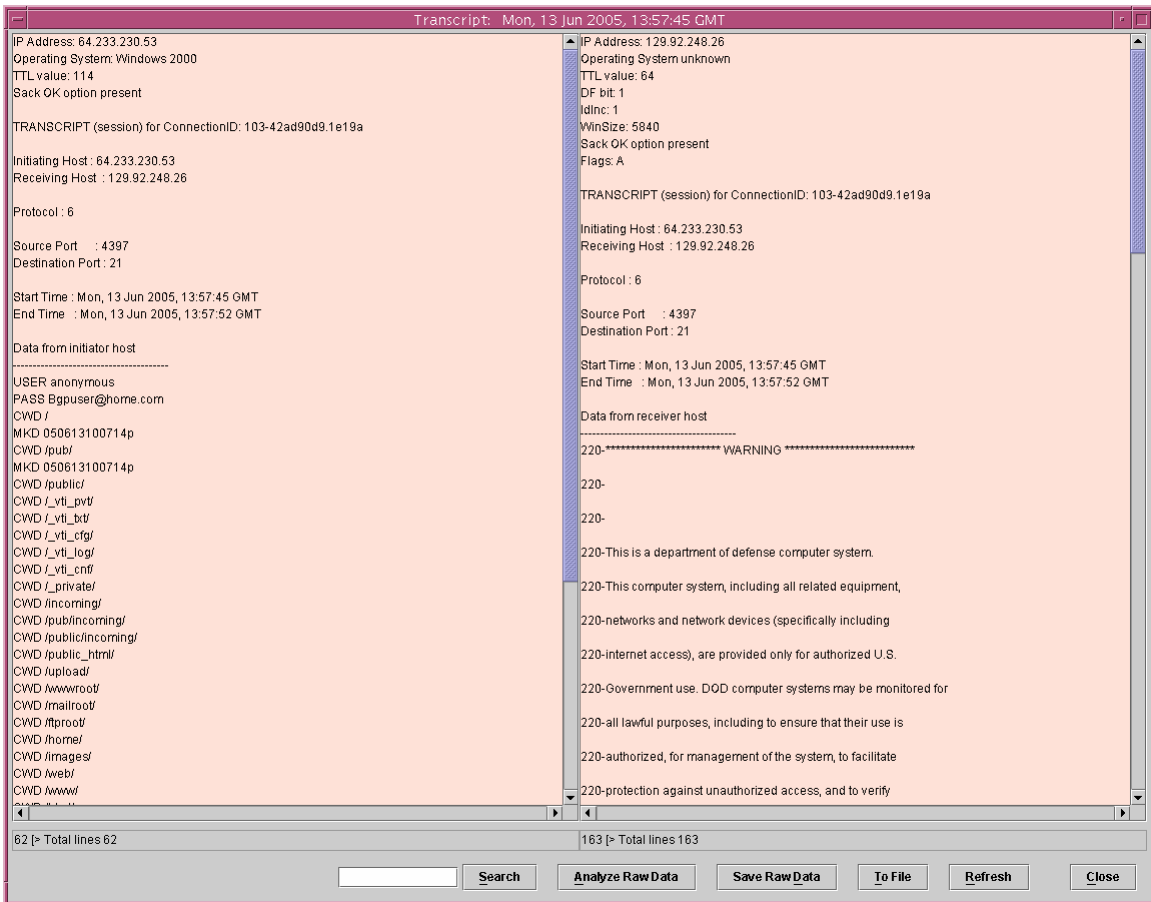 Transcript: Mon, 13 Jun 2005, 13:57:45 GMT
IP Address: 64.233.230.53
Operating System: Windows 2000
TTL value: 114
Sack OK option present
TRANSCRIPT (session) for ConnectionID: 103-42ad90d9.1e19a
Initiating Host : 64.233.230.53
Receiving Host : 129.92.248.26
Protocol : 6
Source Port : 4397
Destination Port : 21
Start Time : Mon, 13 Jun 2005, 13:57:45 GMT
End Time : Mon, 13 Jun 2005, 13:57:52 GMT
Data from initiator host
---------------------------------------
USER anonymous
PASS Bgpuser@home.com
CWD /
MKD 050613100714p
CWD /pub/
MKD 050613100714p
CWD /public/
CWD /_vti_pvt/
CWD /_vti_txt/
CWD /_vti_cfg/
CWD /_vti_log/
CWD /_vti_cnf/
CWD /_private/
CWD /incoming/
CWD /pub/incoming/
CWD /public/incoming/
CWD /public_html/
CWD /upload/
CWD /wwwroot/
CWD /mailroot/
CWD /ftproot/
CWD /home/
CWD /images/
CWD /web/
CWD /www/
62 [> Total lines 62
IP Address: 129.92.248.26
Operating System unknown
TTL value: 64
DF bit: 1
IdInc: 1
WinSize: 5840
Sack OK option present
Flags: A
TRANSCRIPT (session) for ConnectionID: 103-42ad90d9.1e19a
Initiating Host : 64.233.230.53
Receiving Host : 129.92.248.26
Protocol : 6
Source Port : 4397
Destination Port : 21
Start Time : Mon, 13 Jun 2005, 13:57:45 GMT
End Time : Mon, 13 Jun 2005, 13:57:52 GMT
Data from receiver host
---------------------------------------
220-*********************** WARNING **************************
220-
220-
220-This is a department of defense computer system.
220-This computer system, including all related equipment,
220-networks and network devices (specifically including
220-internet access), are provided only for authorized U.S.
220-Government use. DOD computer systems may be monitored for
220-all lawful purposes, including to ensure that their use is
220-authorized, for management of the system, to facilitate
220-protection against unauthorized access, and to verify
163 [> Total lines 163
Search
Analyze Raw Data
Save Raw Data
To File
Refresh
Close